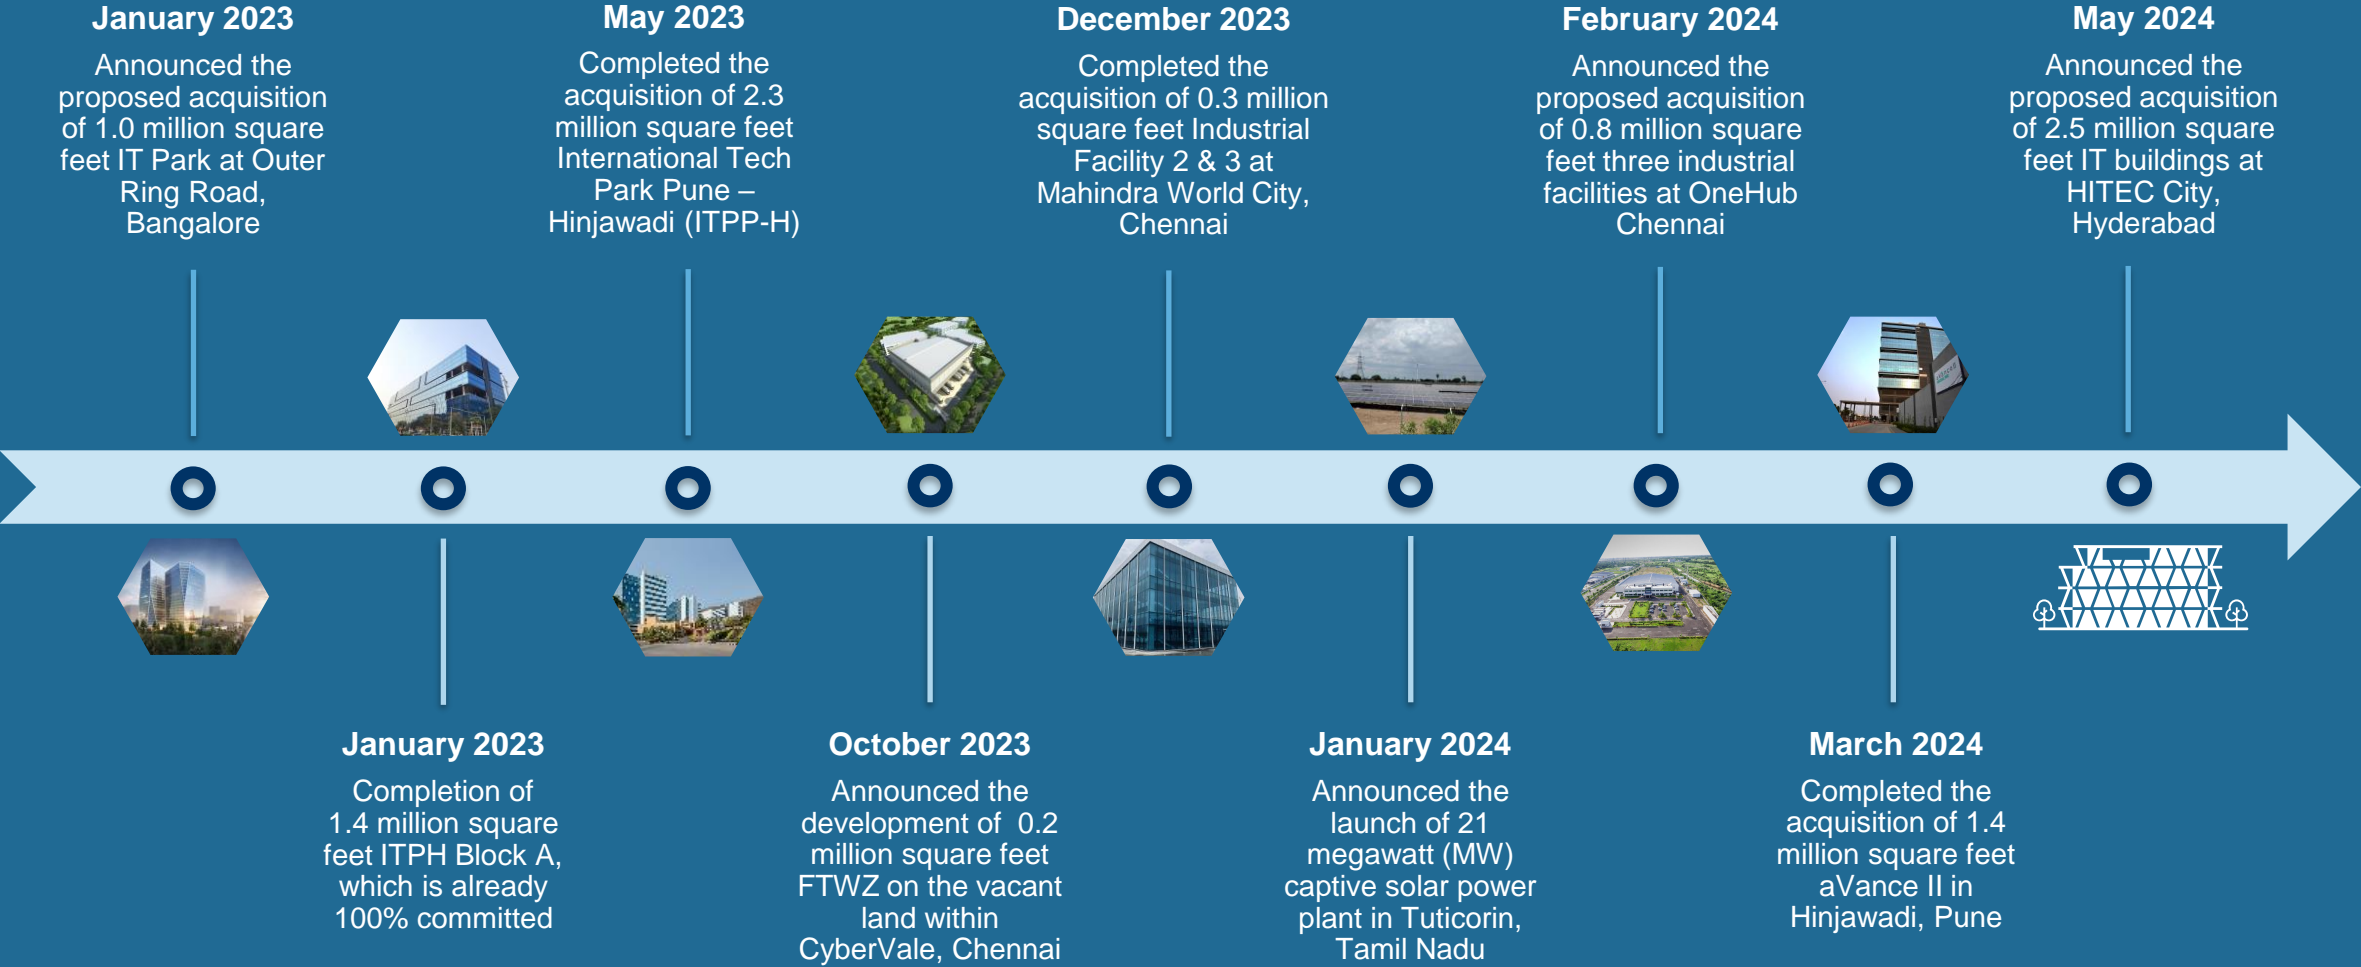 January 2023
Announced the
proposed acquisition
of 1.0 million square
feet IT Park at Outer
Ring Road,
Bangalore
January 2023
Completion of
1.4 million square
feet ITPH Block A,
which is already
100% committed
May 2023
Completed the
acquisition of 2.3
million square feet
International Tech
Park Pune –
Hinjawadi (ITPP-H)
October 2023
Announced the
development of 0.2
million square feet
FTWZ on the vacant
land within
CyberVale, Chennai
December 2023
Completed the
acquisition of 0.3 million
square feet Industrial
Facility 2 & 3 at
Mahindra World City,
Chennai
January 2024
Announced the
launch of 21
megawatt (MW)
captive solar power
plant in Tuticorin,
Tamil Nadu
February 2024
Announced the
proposed acquisition
of 0.8 million square
feet three industrial
facilities at OneHub
Chennai
March 2024
Completed the
acquisition of 1.4
million square feet
aVance II in
Hinjawadi, Pune
May 2024
Announced the
proposed acquisition
of 2.5 million square
feet IT buildings at
HITEC City,
Hyderabad